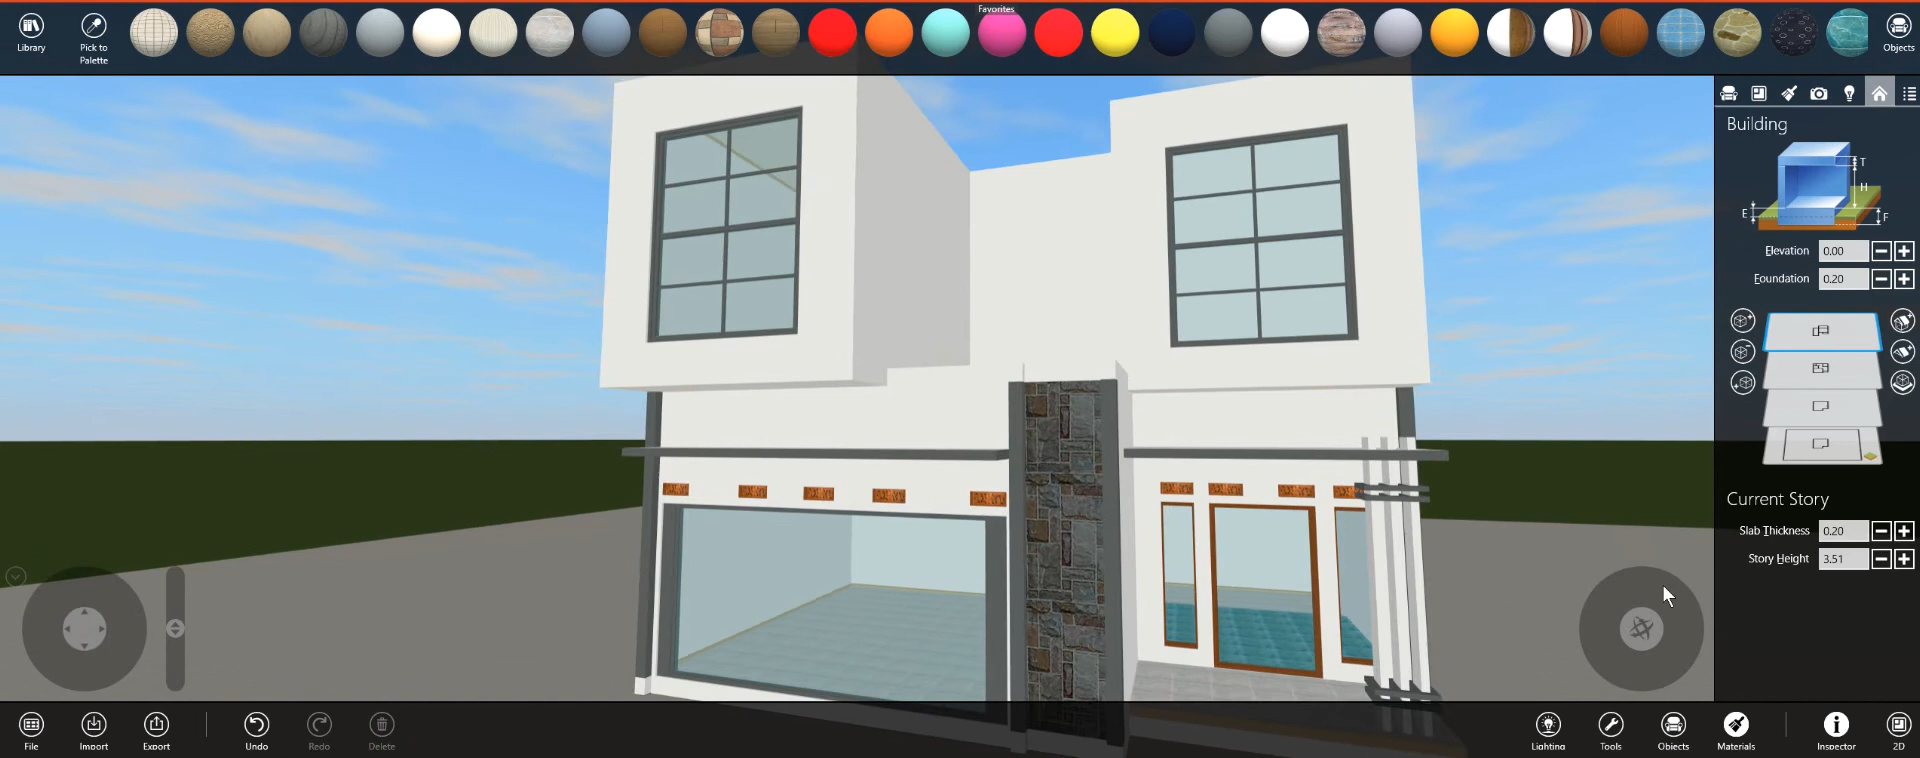 Favorites
Library
Pick to
Palette
Objects
Building
T
H
E
F
Elevation 0.00
Foundation 0.20
Current Story
Slab Thickness 0.20
Story Height 3.51
File
Import
Export
Undo
Redo
Delete
Lighting
Tools
Objects
Materials
Inspector
2D